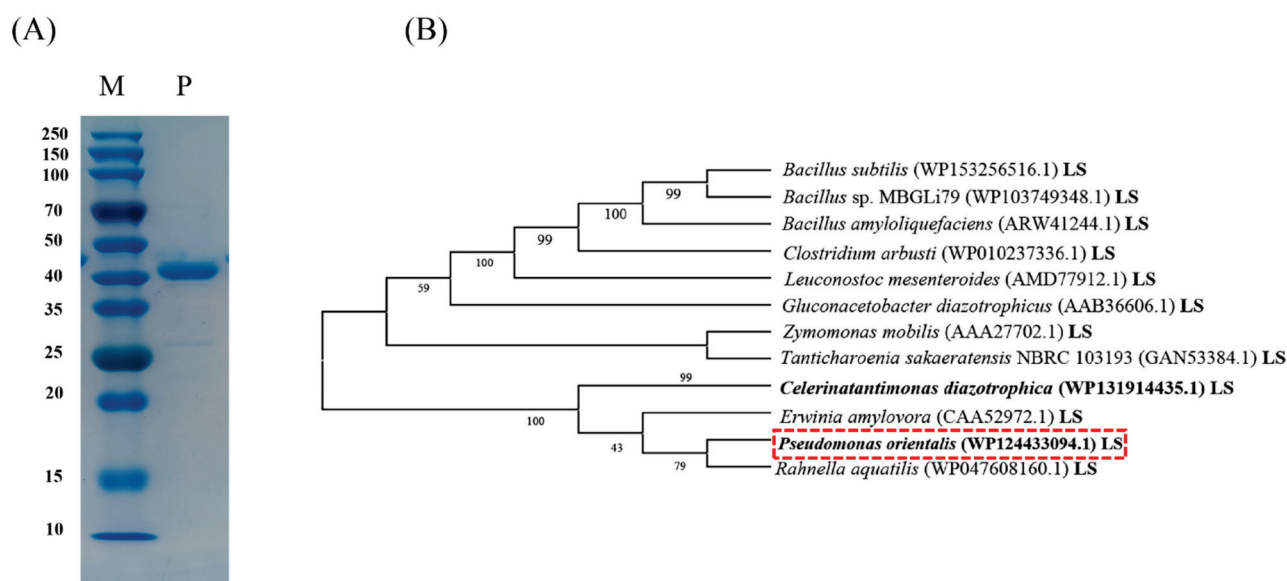 (A)
(B)
M P
250
150
100
70
50
40
35
25
20
15
10
Bacillus subtilis (WP153256516.1) LS
Bacillus sp. MBGLi79 (WP103749348.1) LS
Bacillus amyloliquefaciens (ARW41244.1) LS
Clostridium arbusti (WP010237336.1) LS
Leuconostoc mesenteroides (AMD77912.1) LS
Gluconacetobacter diazotrophicus (AAB36606.1) LS
Zymomonas mobilis (AAA27702.1) LS
Tanticharoenia sakaeratensis NBRC 103193 (GAN53384.1) LS
Celerinatantimonas diazotrophica (WP131914435.1) LS
Erwinia amylovora (CAA52972.1) LS
Pseudomonas orientalis (WP124433094.1) LS
Rahnella aquatilis (WP047608160.1) LS
99
100
99
100
59
99
100
43
79